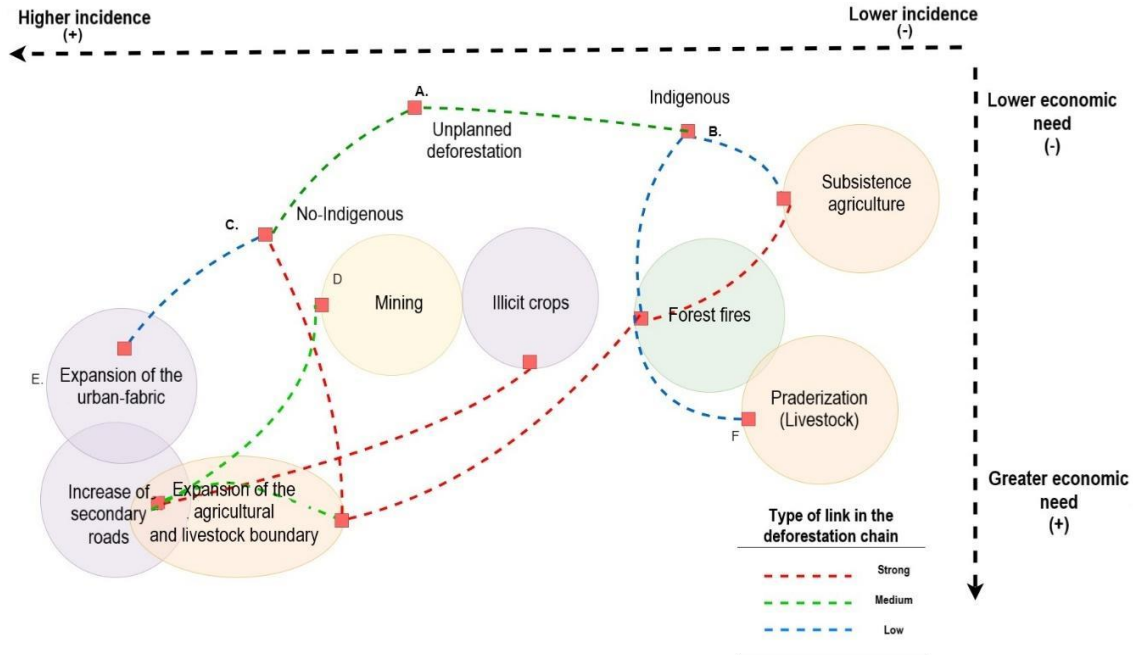 Higher incidence
(+)
Lower incidence
(-)
Lower economic
need
(-)
A.
Unplanned
deforestation
Indigenous
B.
Subsistence
agriculture
C.
No-Indigenous
D
Mining
Illicit crops
Forest fires
E.
Expansion of the
urban-fabric
Praderization
(Livestock)
F
Increase of
secondary
roads
Expansion of the
agricultural
and livestock boundary
Greater economic
need
(+)
Type of link in the
deforestation chain
Strong
Medium
Low